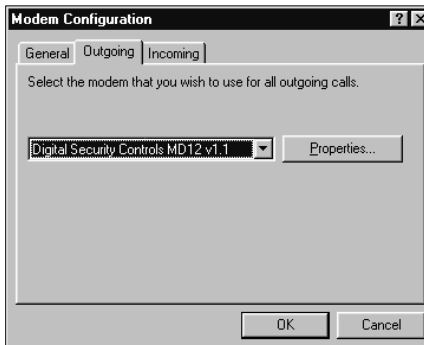 Modem Configuration
General Outgoing Incoming
Select the modem that you wish to use for all outgoing calls.
Digital Security Controls MD12 v1.1 Properties...
OK Cancel